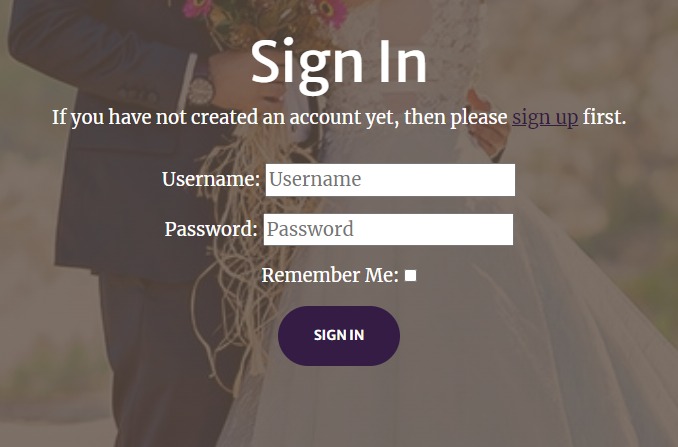 Sign In
If you have not created an account yet, then please sign up first.
Username: Username
Password: Password
Remember Me:
SIGN IN